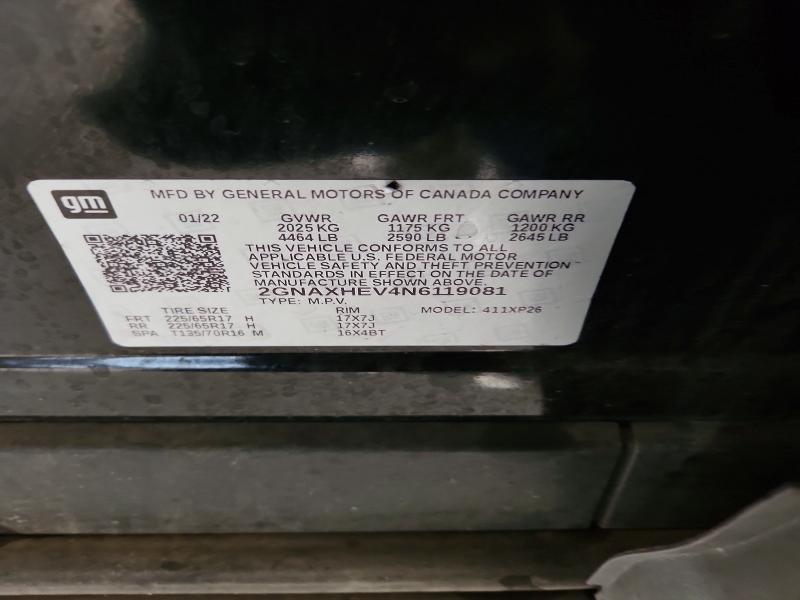 gm
MFD BY GENERAL MOTORS OF CANADA COMPANY
01/22 GVWR GAWR FRT GAWR RR
2025 KG 1175 KG 1200 KG
4464 LB 2590 LB 2645 LB
THIS VEHICLE CONFORMS TO ALL
APPLICABLE U.S. FEDERAL MOTOR
VEHICLE SAFETY AND THEFT PREVENTION
STANDARDS IN EFFECT ON THE DATE OF
MANUFACTURE SHOWN ABOVE.
2GNAXHEV4N6119081
TYPE: M.P.V. MODEL: 411XP26
TIRE SIZE RIM
FRT 225/65R17 H 17X7J
RR 225/65R17 H 17X7J
SPA T135/70R16 M 16X4BT